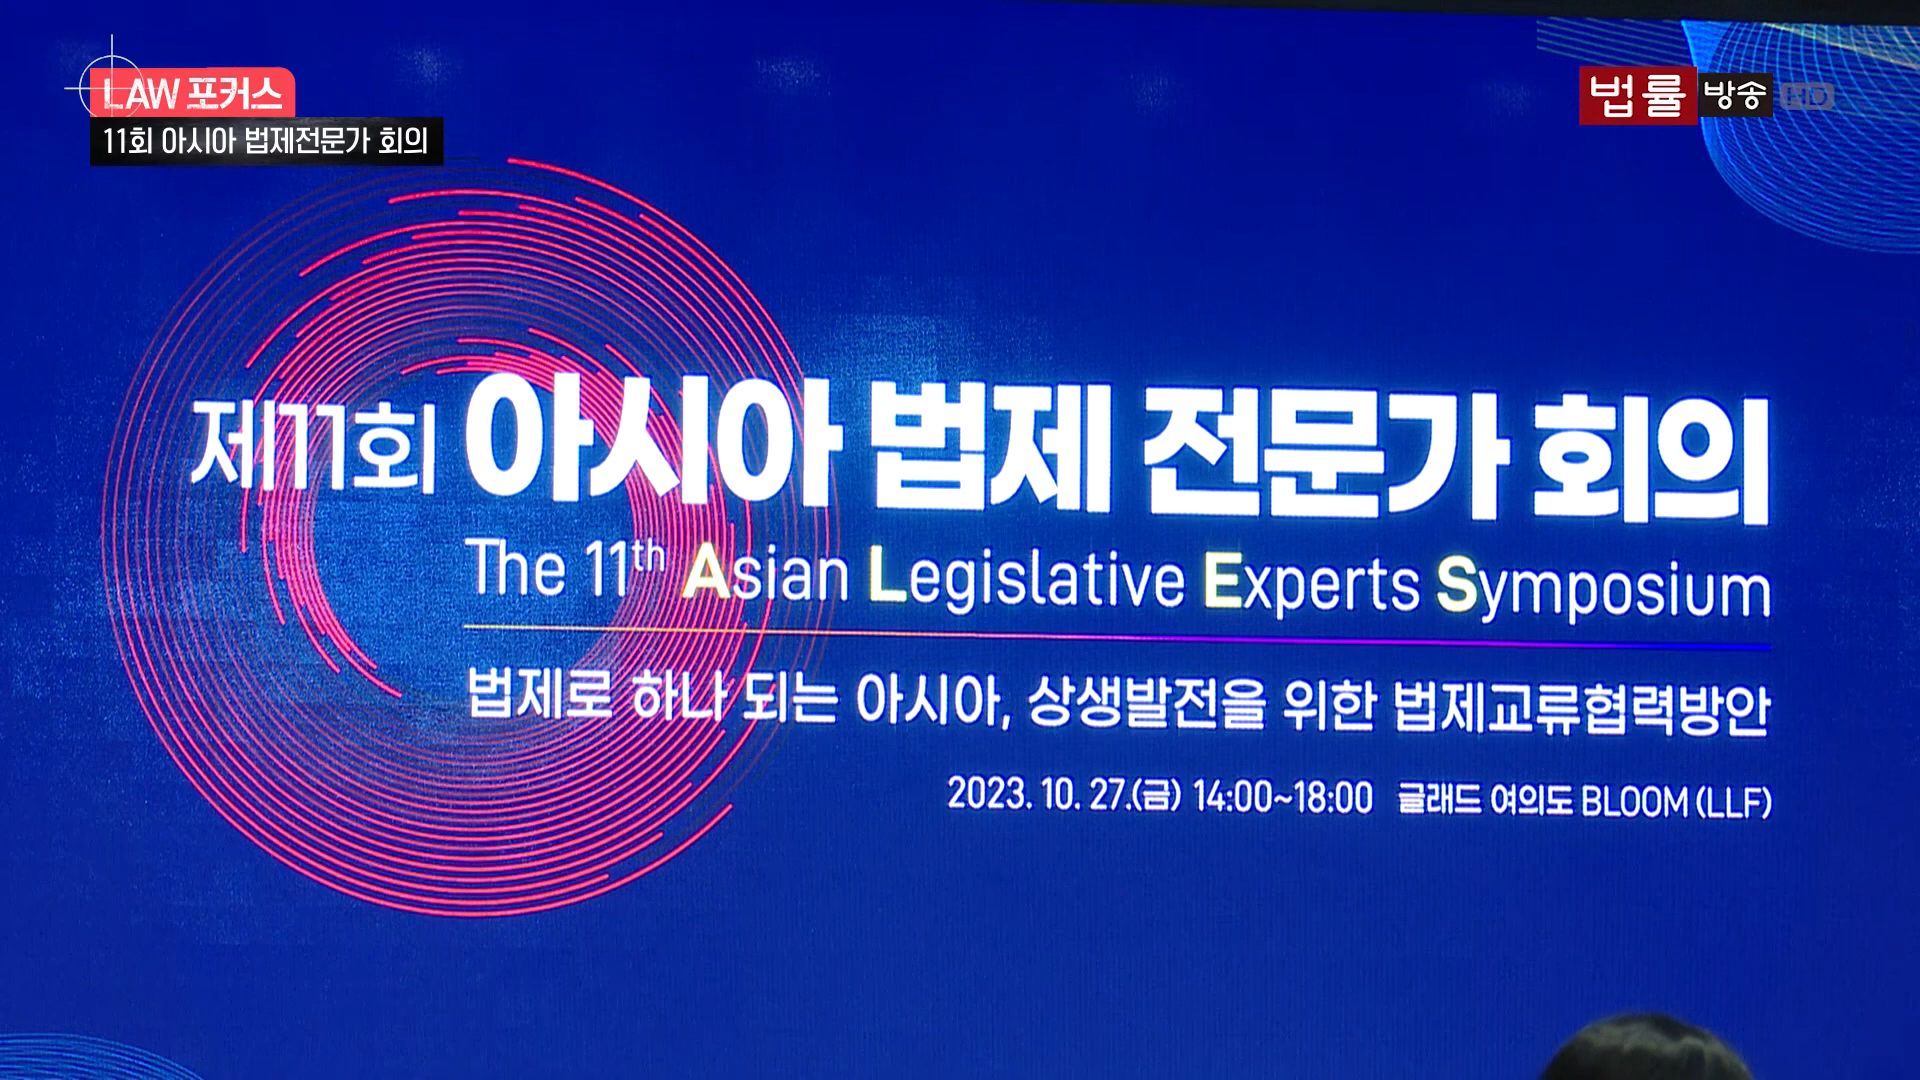 LAW 포커스
11회 아시아 법제전문가 회의
법률방송 HD
제11회 아시아 법제 전문가 회의
The 11th Asian Legislative Experts Symposium
법제로 하나 되는 아시아, 상생발전을 위한 법제교류협력방안
2023. 10. 27.(금) 14:00~18:00 글래드 여의도 BLOOM (LLF)